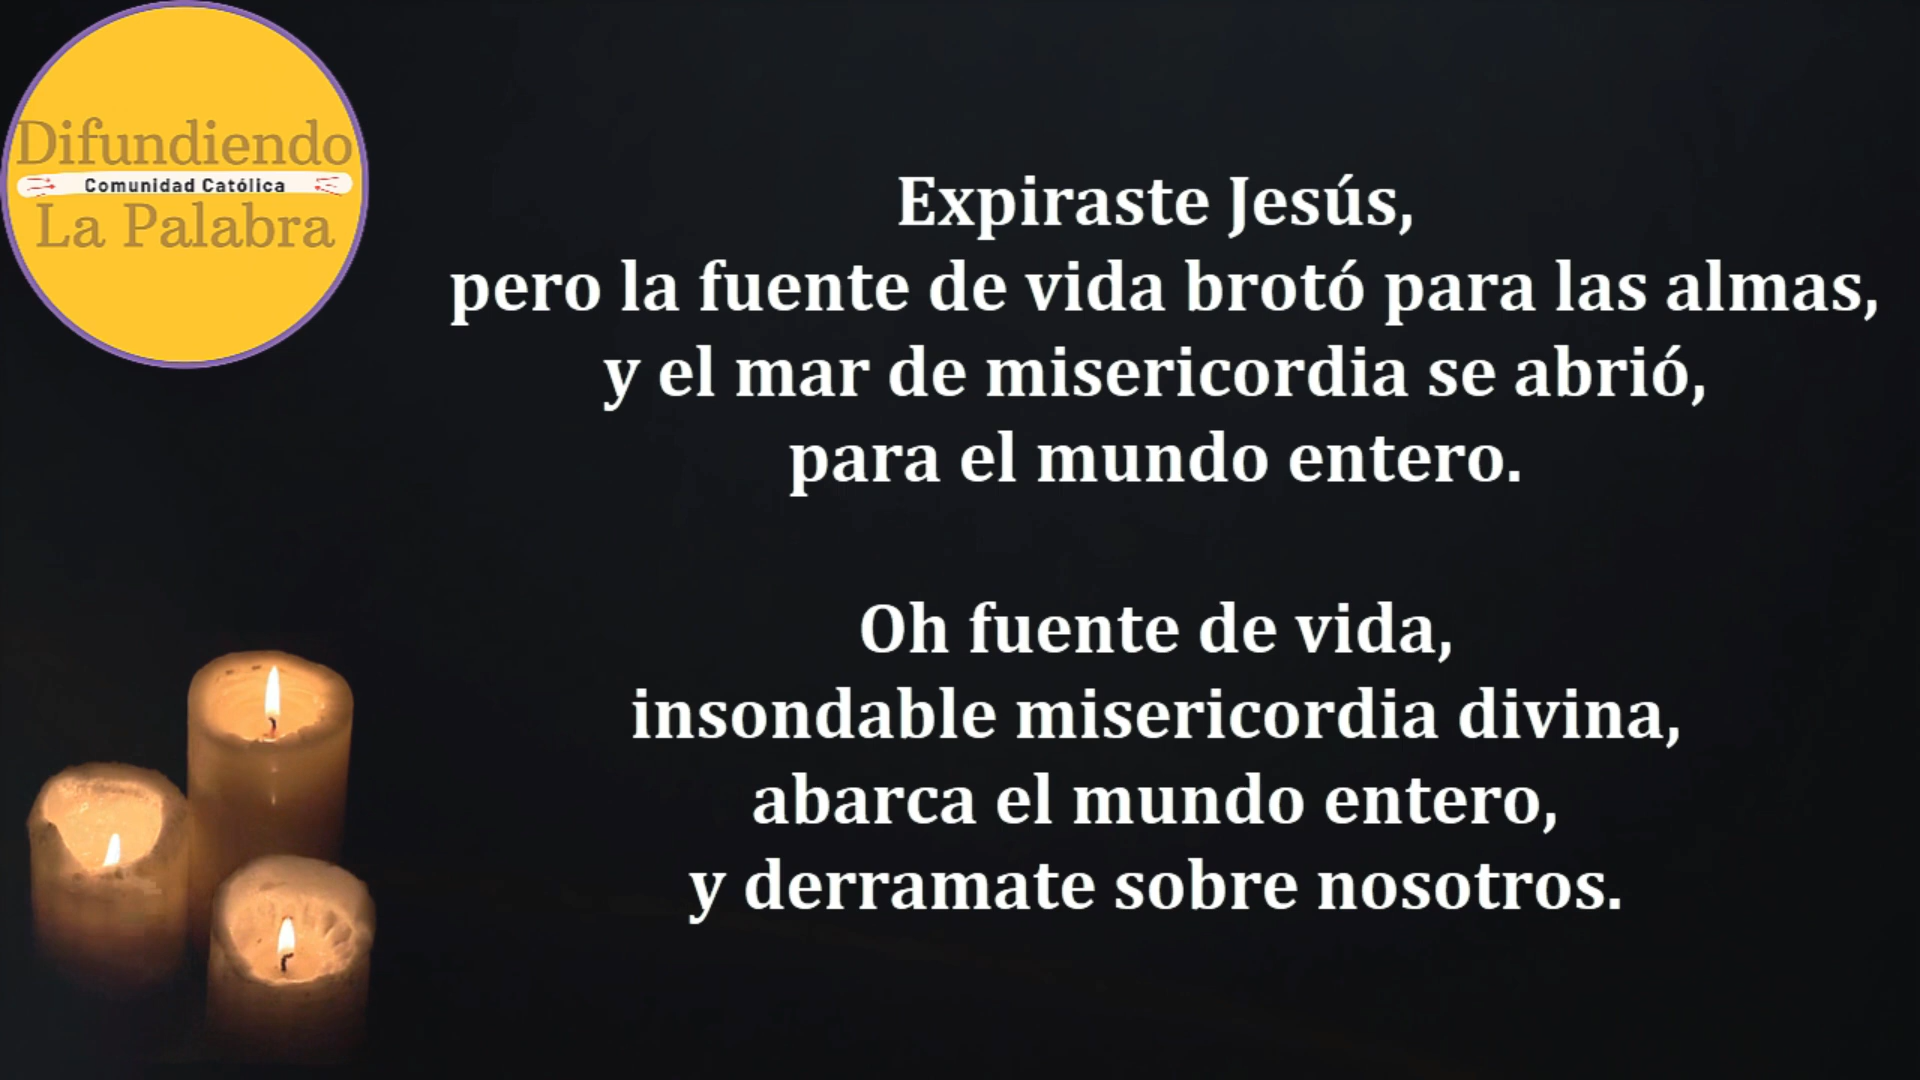 Difundiendo
Comunidad Católica
La Palabra
Expiraste Jesús,
pero la fuente de vida brotó para las almas,
y el mar de misericordia se abrió,
para el mundo entero.
Oh fuente de vida,
insondable misericordia divina,
abarca el mundo entero,
y derramate sobre nosotros.